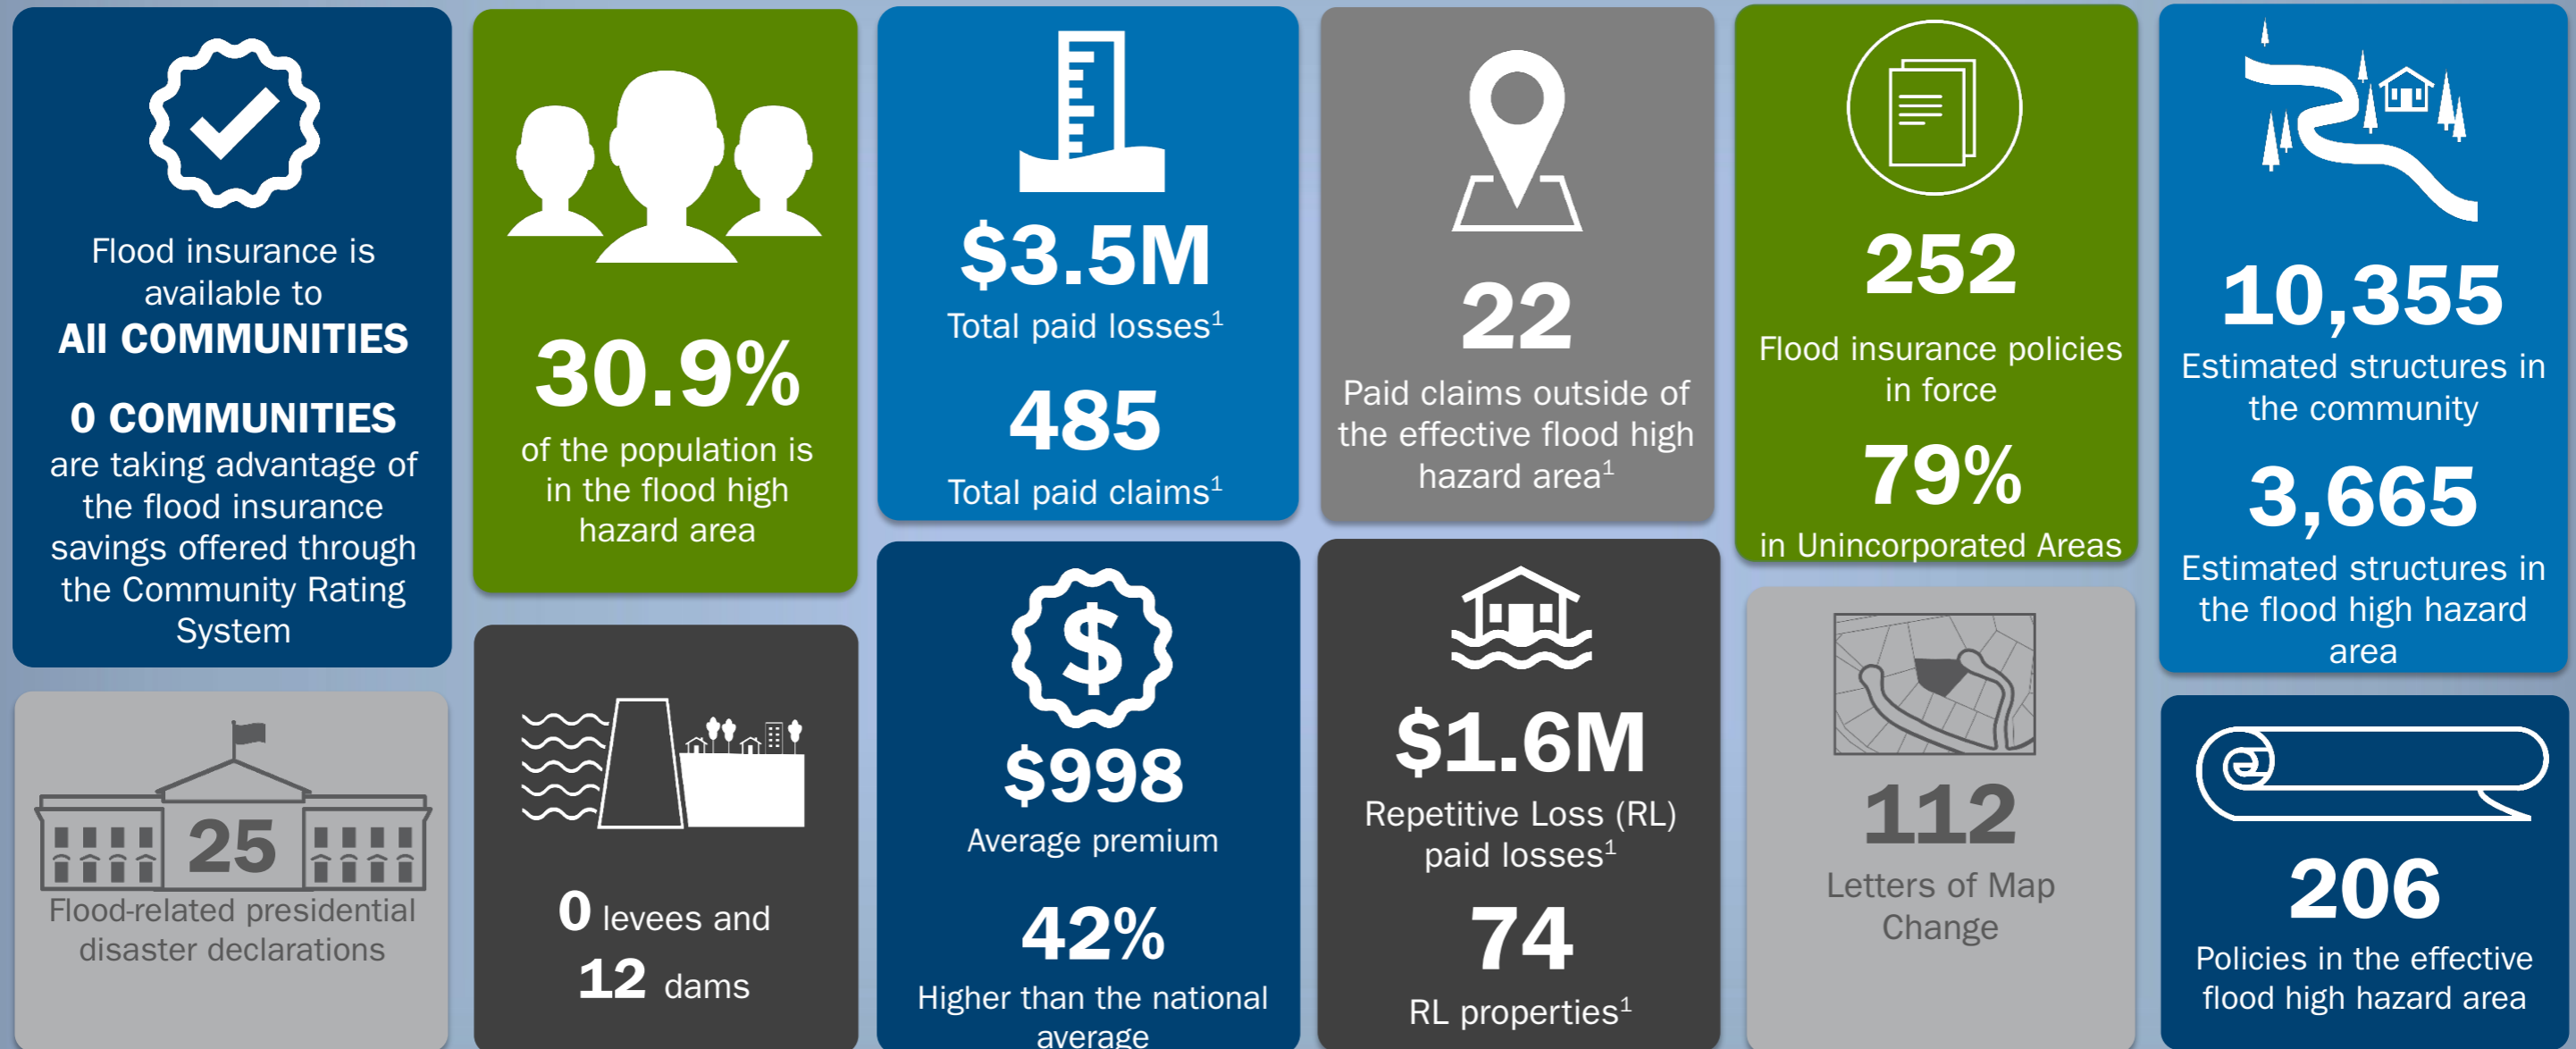 Flood insurance is
available to
All COMMUNITIES
0 COMMUNITIES
are taking advantage of
the flood insurance
savings offered through
the Community Rating
System
25
Flood-related presidential
disaster declarations
30.9%
of the population is
in the flood high
hazard area
0 levees and
12 dams
$3.5M
Total paid losses¹
485
Total paid claims¹
$
$998
Average premium
42%
Higher than the national
average
22
Paid claims outside of
the effective flood high
hazard area¹
$1.6M
Repetitive Loss (RL)
paid losses¹
74
RL properties¹
252
Flood insurance policies
in force
79%
in Unincorporated Areas
112
Letters of Map
Change
10,355
Estimated structures in
the community
3,665
Estimated structures in
the flood high hazard
area
206
Policies in the effective
flood high hazard area